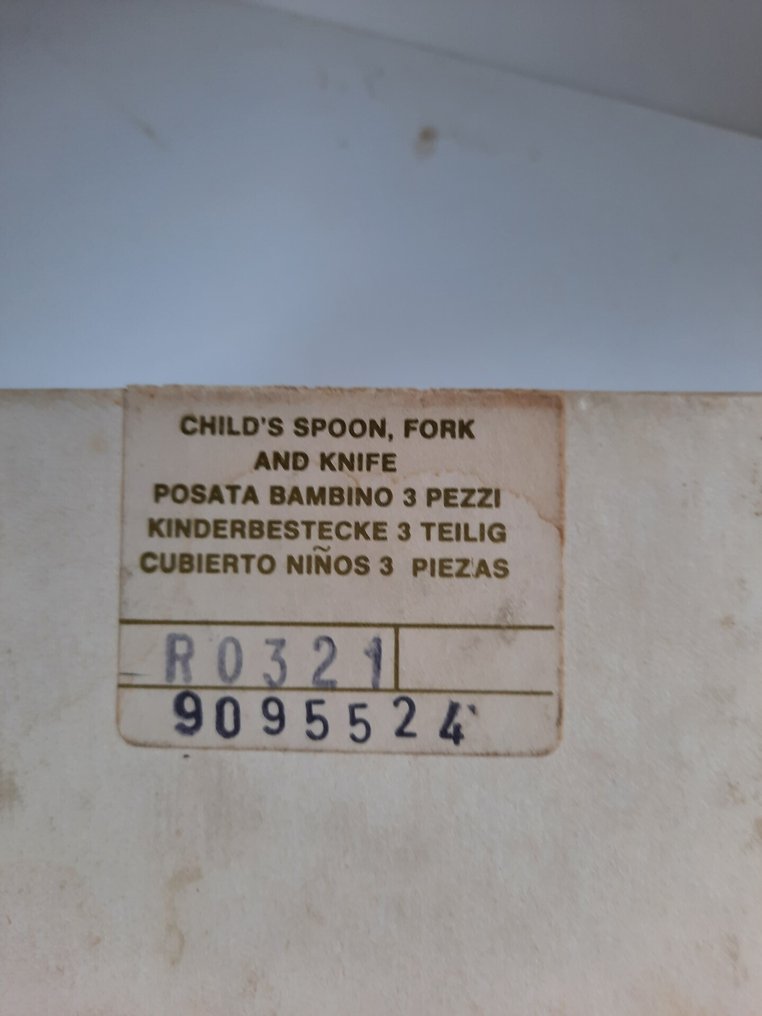 CHILD'S SPOON, FORK
AND KNIFE
POSATA BAMBINO 3 PEZZI
KINDERBESTECKE 3 TEILIG
CUBIERTO NIÑOS 3 PIEZAS
R0321
9095524